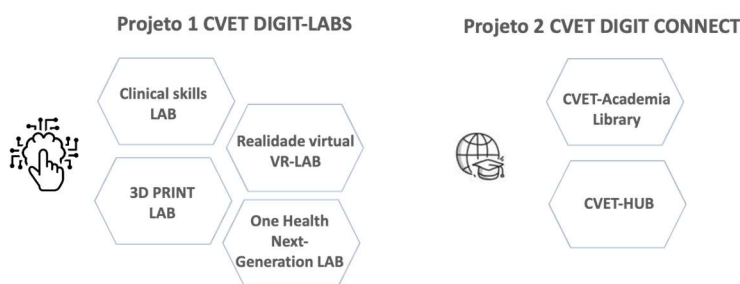 Projeto 1 CVET DIGIT-LABS
Clinical skills
LAB
Realidade virtual
VR-LAB
3D PRINT
LAB
One Health
Next-
Generation LAB
Projeto 2 CVET DIGIT CONNECT
CVET-Academia
Library
CVET-HUB